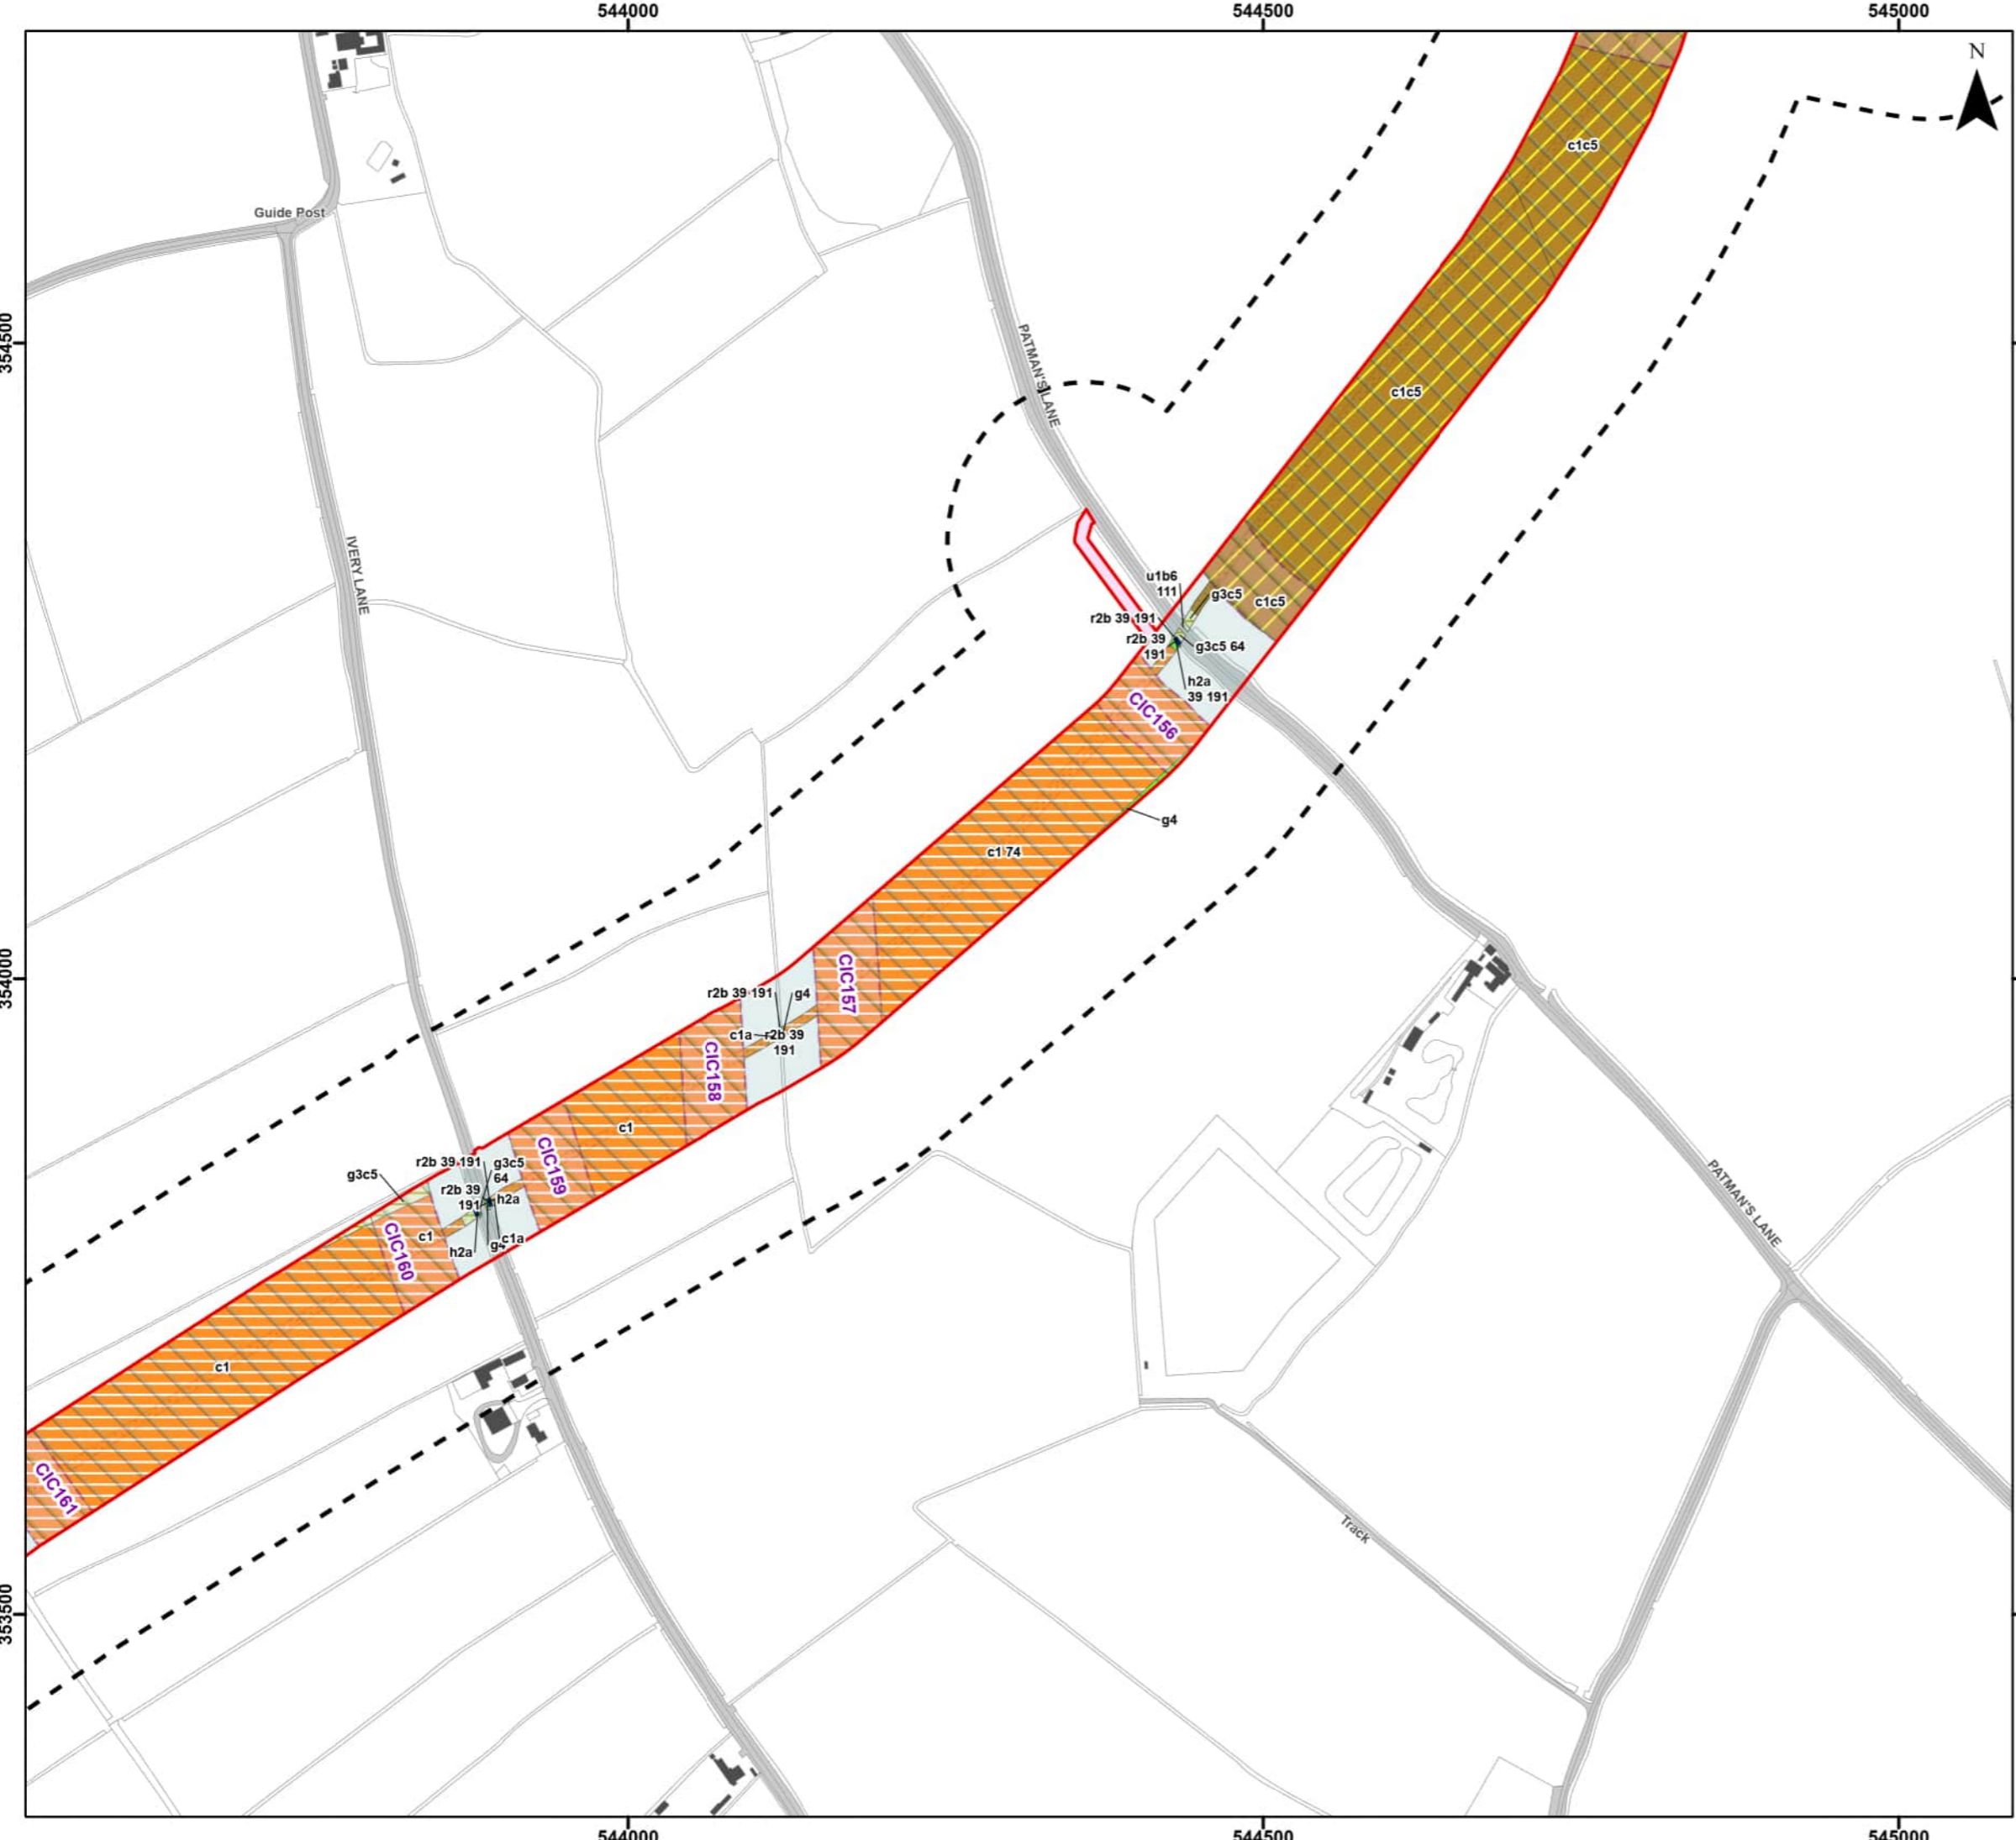 544000
544500
545000
N
c1c5
Guide Post
354500
PATMAN'S LANE
c1c5
IVERY LANE
u1b6
111
g3c5
c1c5
r2b 39 191
r2b 39
191
g3c5 64
h2a
39 191
CIC156
g4
c1 74
CIC157
354000
r2b 39 191
g4
c1a
r2b 39
191
CIC158
c1
CIC159
r2b 39 191
g3c5
64
g3c5
r2b 39
191
h2a
c1
CIC160
h2a
g4
c1a
PATMAN'S LANE
c1
CIC161
Track
353500
544000
544500
545000